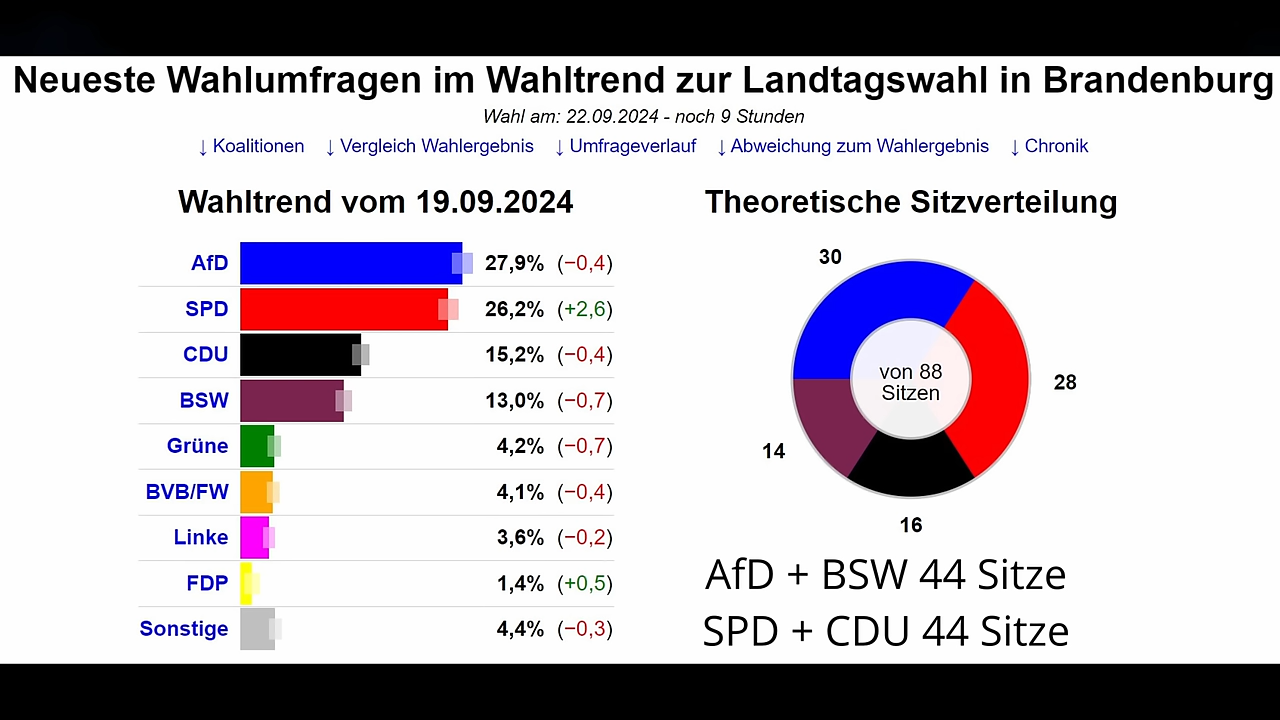 Neueste Wahlumfragen im Wahltrend zur Landtagswahl in Brandenburg
Wahl am: 22.09.2024 - noch 9 Stunden
↓ Koalitionen ↓ Vergleich Wahlergebnis ↓ Umfrageverlauf ↓ Abweichung zum Wahlergebnis ↓ Chronik
Wahltrend vom 19.09.2024
AfD 27,9% (−0,4)
SPD 26,2% (+2,6)
CDU 15,2% (−0,4)
BSW 13,0% (−0,7)
Grüne 4,2% (−0,7)
BVB/FW 4,1% (−0,4)
Linke 3,6% (−0,2)
FDP 1,4% (+0,5)
Sonstige 4,4% (−0,3)
Theoretische Sitzverteilung
30
von 88
Sitzen
28
14
16
AfD + BSW 44 Sitze
SPD + CDU 44 Sitze